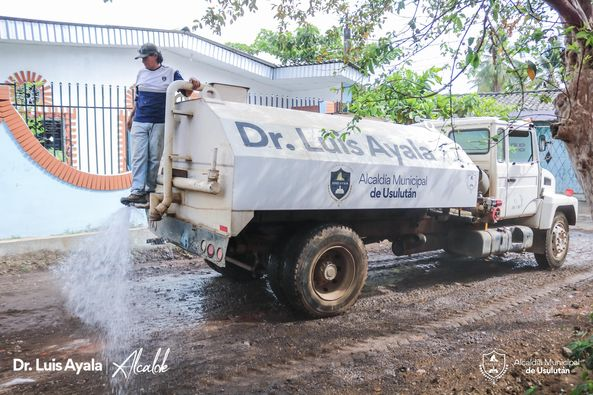 Dr. Luis Ayala
Alcaldía Municipal
de Usulután
Dr. Luis Ayala
Alcalde
Alcaldía Municipal
de Usulután